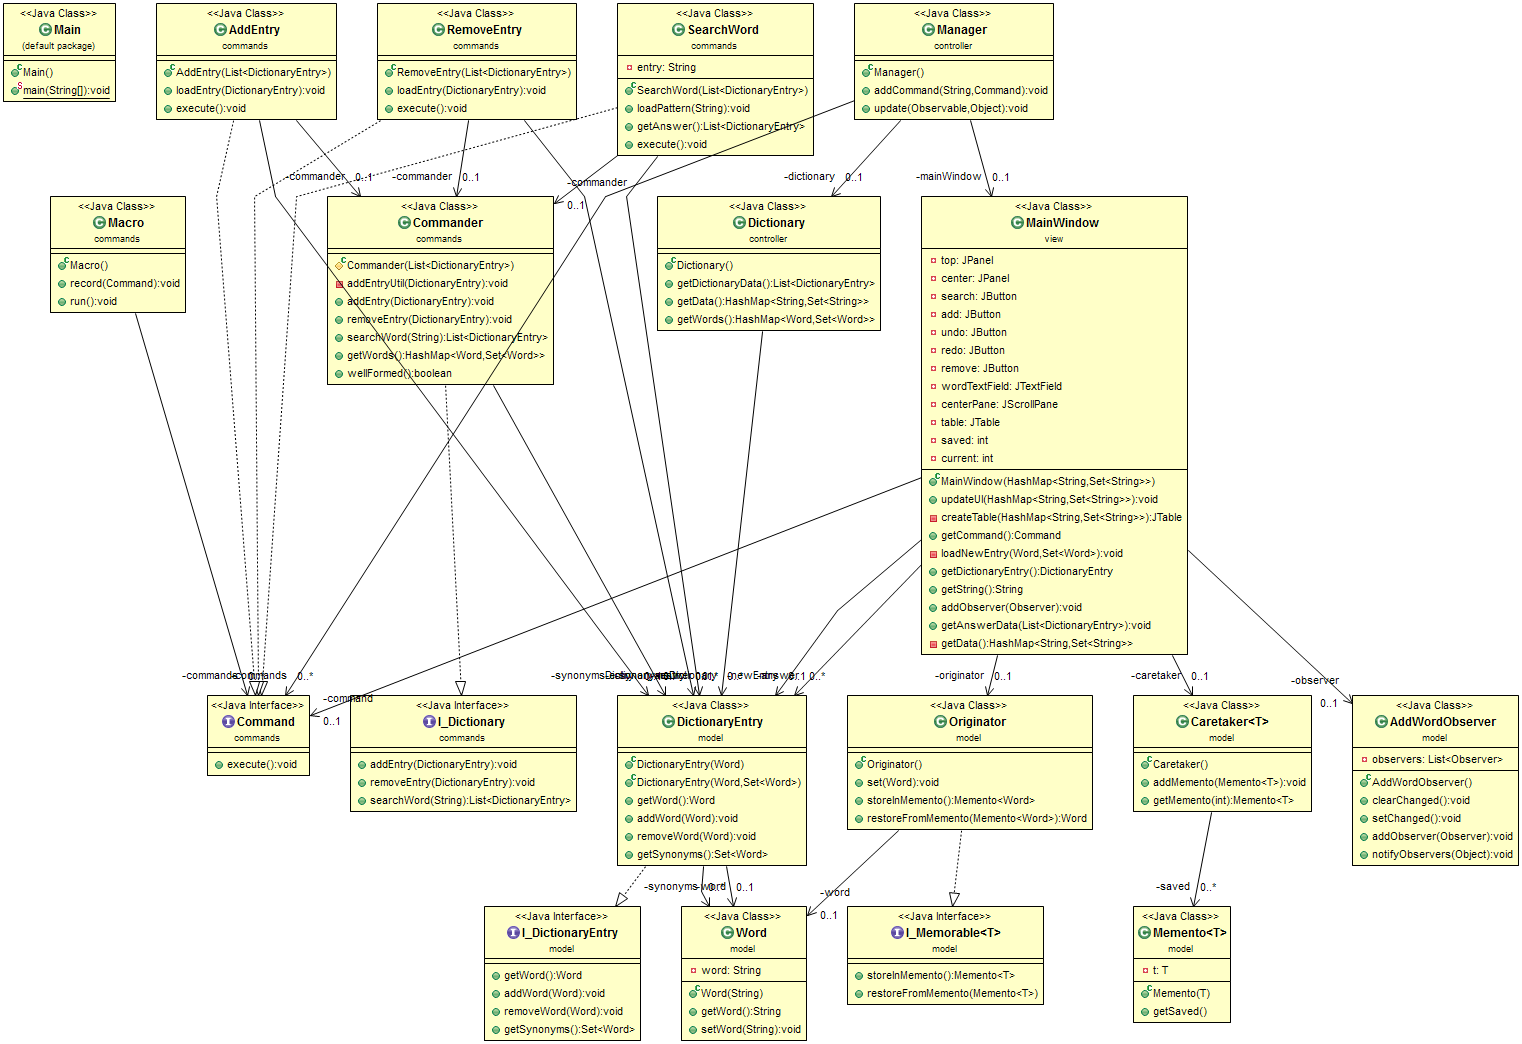 <<Java Class>>
Main
(default package)
Main()
main(String[]):void
<<Java Class>>
AddEntry
commands
AddEntry(List<DictionaryEntry>)
loadEntry(DictionaryEntry):void
execute():void
<<Java Class>>
RemoveEntry
commands
RemoveEntry(List<DictionaryEntry>)
loadEntry(DictionaryEntry):void
execute():void
<<Java Class>>
SearchWord
commands
entry: String
SearchWord(List<DictionaryEntry>)
loadPattern(String):void
getAnswer():List<DictionaryEntry>
execute():void
<<Java Class>>
Manager
controller
Manager()
addCommand(String,Command):void
update(Observable,Object):void
-commander 0..1
-commander 0..1
-commander
0..1
-dictionary 0..1
-mainWindow 0..1
<<Java Class>>
Macro
commands
Macro()
record(Command):void
run():void
<<Java Class>>
Commander
commands
Commander(List<DictionaryEntry>)
addEntryUtil(DictionaryEntry):void
addEntry(DictionaryEntry):void
removeEntry(DictionaryEntry):void
searchWord(String):List<DictionaryEntry>
getWords():HashMap<Word,Set<Word>>
wellFormed():boolean
<<Java Class>>
Dictionary
controller
Dictionary()
getDictionaryData():List<DictionaryEntry>
getData():HashMap<String,Set<String>>
getWords():HashMap<Word,Set<Word>>
<<Java Class>>
MainWindow
view
top: JPanel
center: JPanel
search: JButton
add: JButton
undo: JButton
redo: JButton
remove: JButton
wordTextField: JTextField
centerPane: JScrollPane
table: JTable
saved: int
current: int
MainWindow(HashMap<String,Set<String>>)
updateUI(HashMap<String,Set<String>>):void
createTable(HashMap<String,Set<String>>):JTable
getCommand():Command
loadNewEntry(Word,Set<Word>):void
getDictionaryEntry():DictionaryEntry
getString():String
addObserver(Observer):void
getAnswerData(List<DictionaryEntry>):void
getData():HashMap<String,Set<String>>
-commands
-commands 0..*
-command
0..1
0..1 0..*
-originator 0..1
-caretaker 0..1
-observer
0..1
<<Java Interface>>
Command
commands
execute():void
<<Java Interface>>
I_Dictionary
commands
addEntry(DictionaryEntry):void
removeEntry(DictionaryEntry):void
searchWord(String):List<DictionaryEntry>
<<Java Class>>
DictionaryEntry
model
DictionaryEntry(Word)
DictionaryEntry(Word,Set<Word>)
getWord():Word
addWord(Word):void
removeWord(Word):void
getSynonyms():Set<Word>
<<Java Class>>
Originator
model
Originator()
set(Word):void
storeInMemento():Memento<Word>
restoreFromMemento(Memento<Word>):Word
<<Java Class>>
Caretaker<T>
model
Caretaker()
addMemento(Memento<T>):void
getMemento(int):Memento<T>
<<Java Class>>
AddWordObserver
model
observers: List<Observer>
AddWordObserver()
clearChanged():void
setChanged():void
addObserver(Observer):void
notifyObservers(Object):void
-synonyms -word 0..1
-word
0..1
-saved 0..*
<<Java Interface>>
I_DictionaryEntry
model
getWord():Word
addWord(Word):void
removeWord(Word):void
getSynonyms():Set<Word>
<<Java Class>>
Word
model
word: String
Word(String)
getWord():String
setWord(String):void
<<Java Interface>>
I_Memorable<T>
model
storeInMemento():Memento<T>
restoreFromMemento(Memento<T>)
<<Java Class>>
Memento<T>
model
t: T
Memento(T)
getSaved()